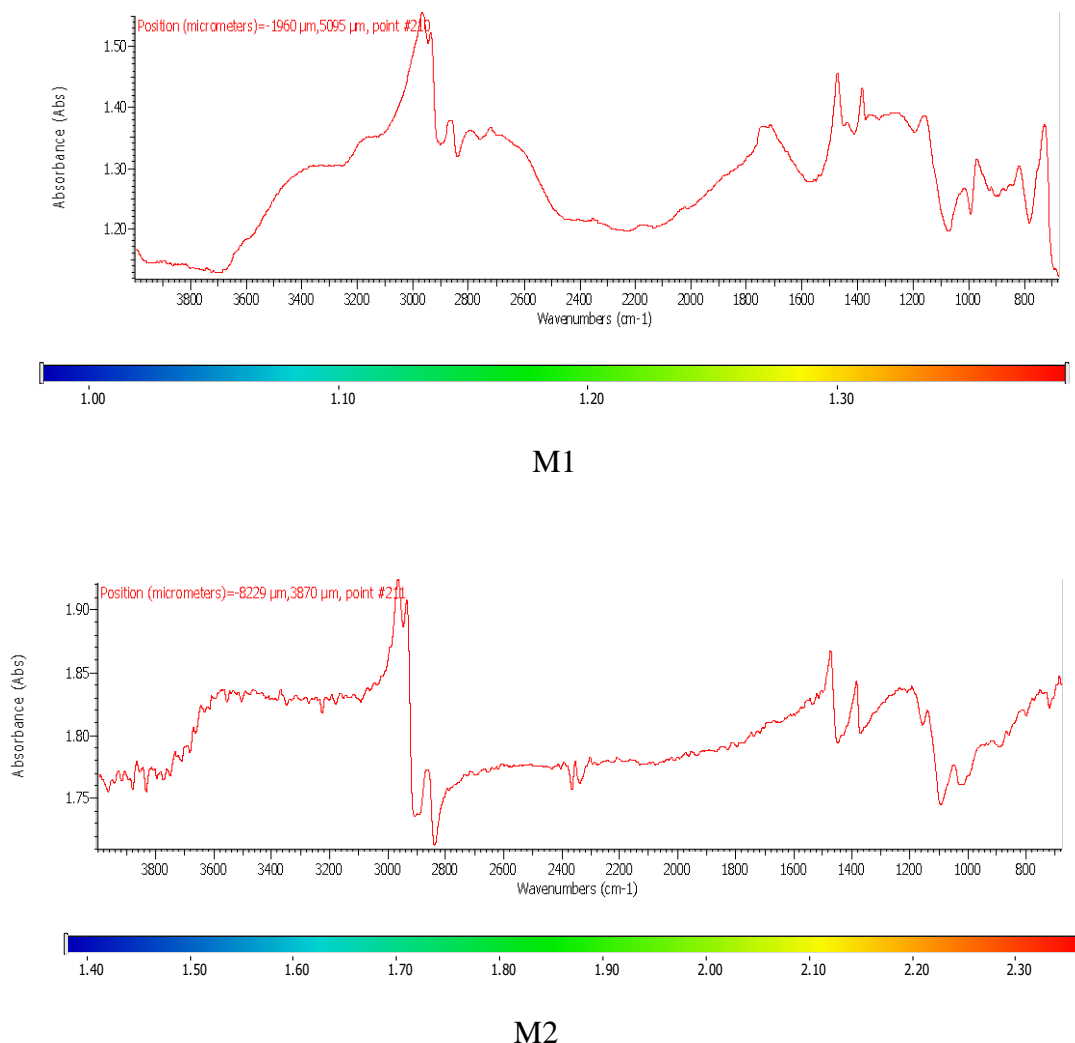 Position (micrometers)=-1960 µm,5095 µm, point #210
1.50
1.40
1.30
1.20
Absorbance (Abs)
3800 3600 3400 3200 3000 2800 2600 2400 2200 2000 1800 1600 1400 1200 1000 800
Wavenumbers (cm-1)
1.00 1.10 1.20 1.30
M1
Position (micrometers)=-8229 µm,3870 µm, point #211
1.90
1.85
1.80
1.75
Absorbance (Abs)
3800 3600 3400 3200 3000 2800 2600 2400 2200 2000 1800 1600 1400 1200 1000 800
Wavenumbers (cm-1)
1.40 1.50 1.60 1.70 1.80 1.90 2.00 2.10 2.20 2.30
M2